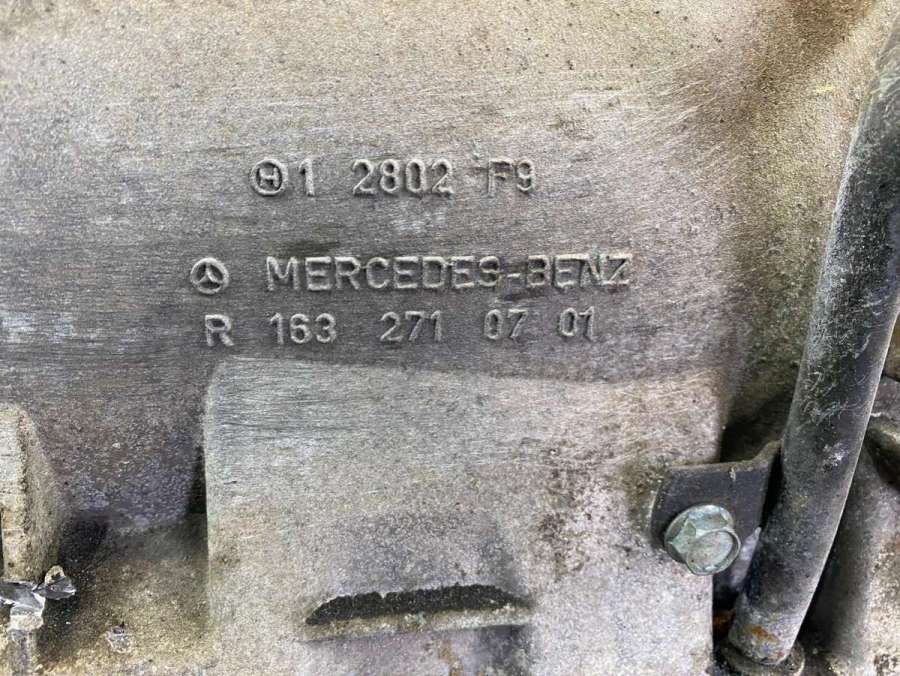 H 1 2802 F9
MERCEDES-BENZ
R 163 271 07 01